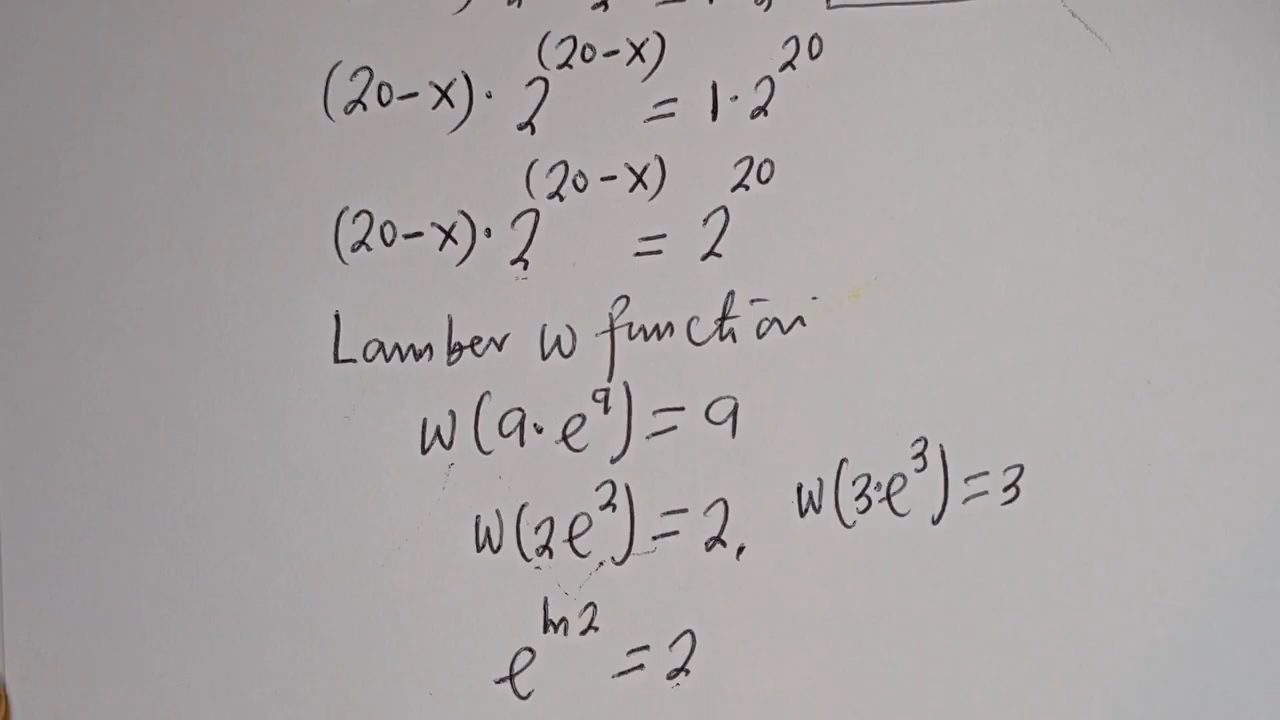 (20-x)· 2^(20-x) = 1·2^20
(20-x)· 2^(20-x) = 2^20
Lamber W function
W(a·e^a) = a
W(2e^2) = 2, W(3·e^3) = 3
e^ln2 = 2